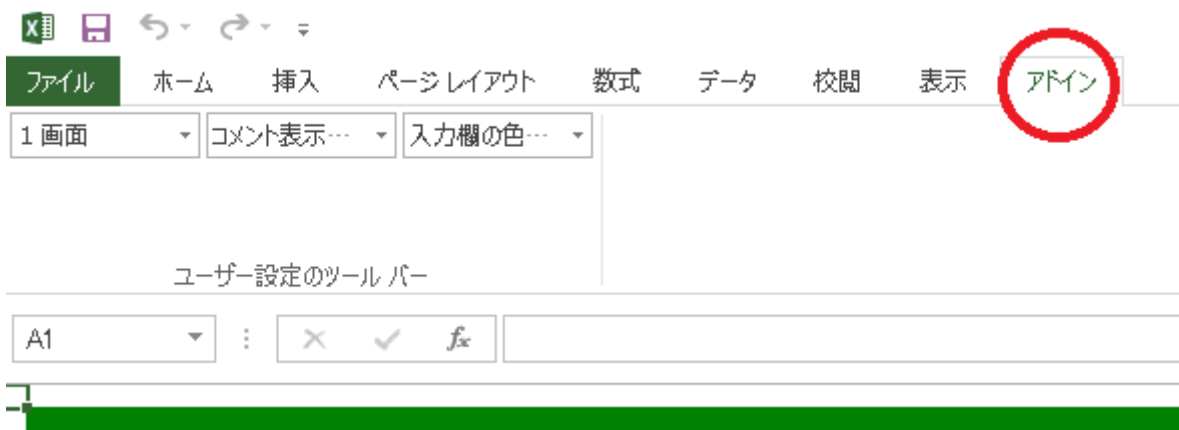 ファイル ホーム 挿入 ページ レイアウト 数式 データ 校閲 表示 アドイン
1 画面 コメント表示… 入力欄の色…
ユーザー設定のツール バー
A1 fx